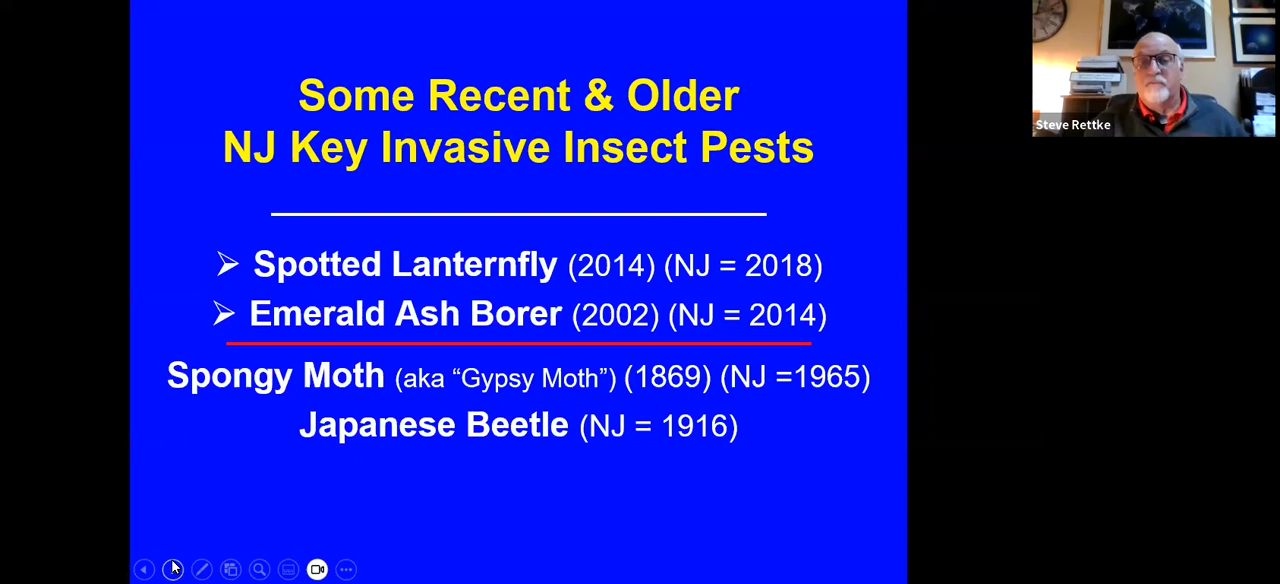 Some Recent & Older
NJ Key Invasive Insect Pests
➢ Spotted Lanternfly (2014) (NJ = 2018)
➢ Emerald Ash Borer (2002) (NJ = 2014)
Spongy Moth (aka “Gypsy Moth”) (1869) (NJ =1965)
Japanese Beetle (NJ = 1916)
Steve Rettke